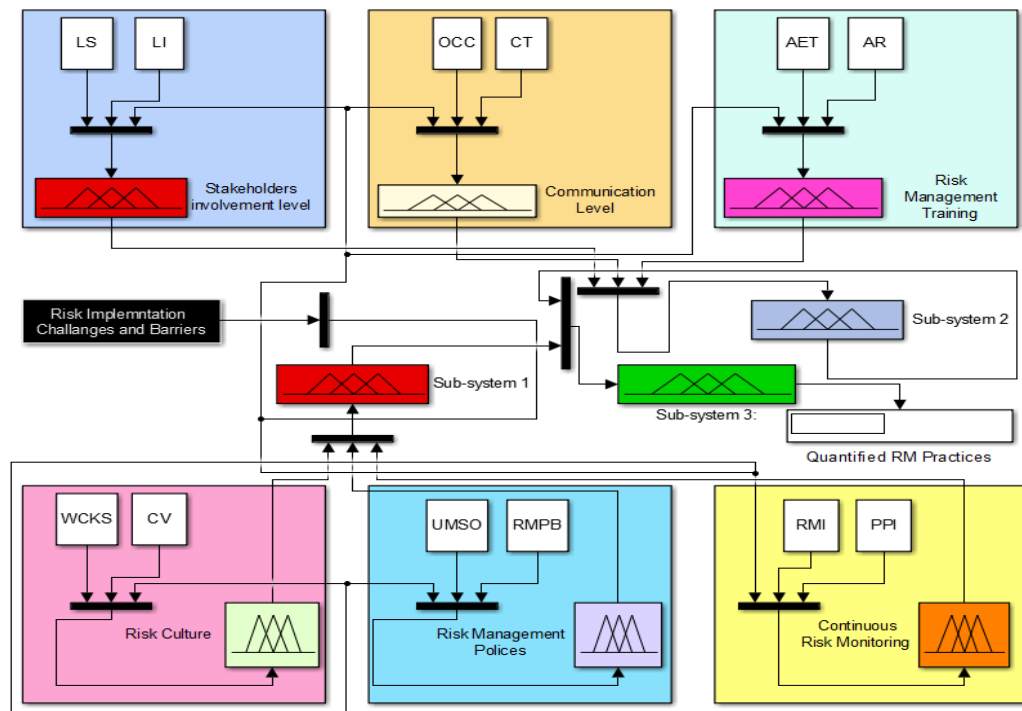 LS
LI
OCC
CT
AET
AR
Stakeholders
involvement level
Communication
Level
Risk
Management
Training
Risk Implemntation
Challanges and Barriers
Sub-system 2
Sub-system 1
Sub-system 3:
Quantified RM Practices
WCKS
CV
UMSO
RMPB
RMI
PPI
Risk Culture
Risk Management
Polices
Continuous
Risk Monitoring